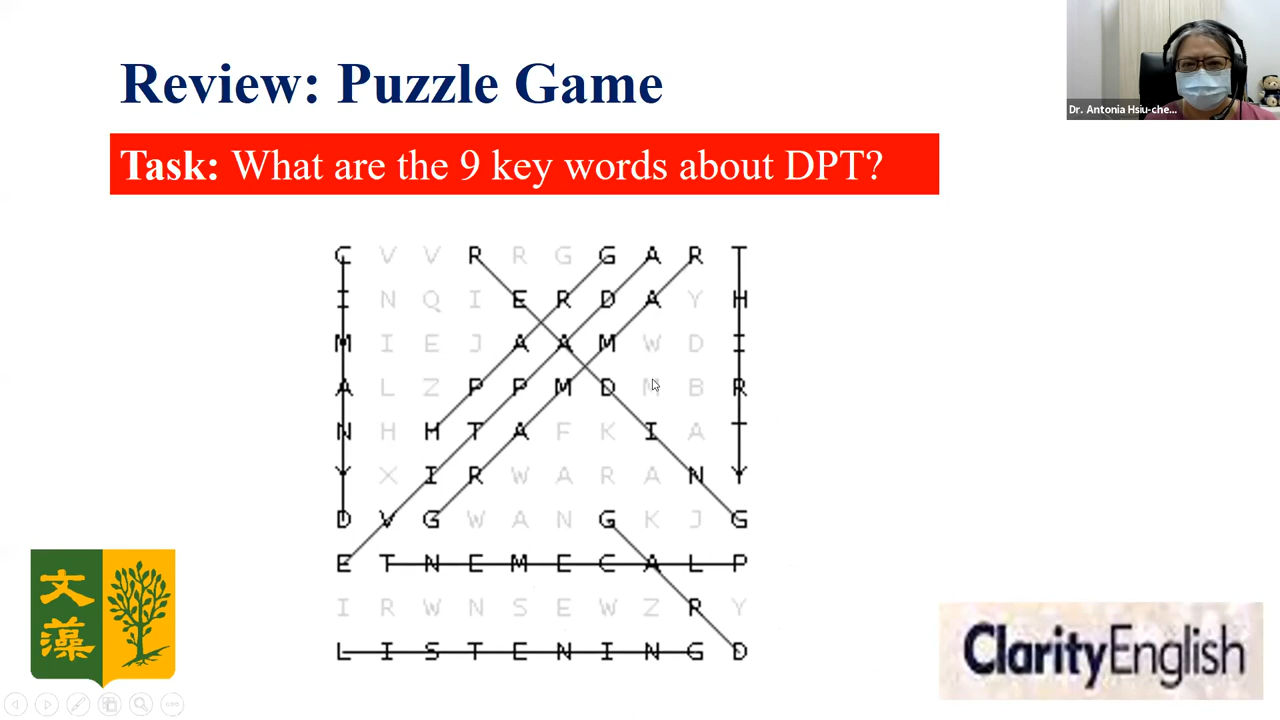 Review: Puzzle Game
Dr. Antonia Hsiu-che...
Task: What are the 9 key words about DPT?
C V V R R G G A R T
I N Q I E R D A Y H
M I E J A A M W D I
A L Z P P M D N B R
N H H T A F K I A T
Y X I R W A R A N Y
D V G W A N G K J G
E T N E M E C A L P
I R W N S E W Z R Y
L I S T E N I N G D
文
藻
ClarityEnglish